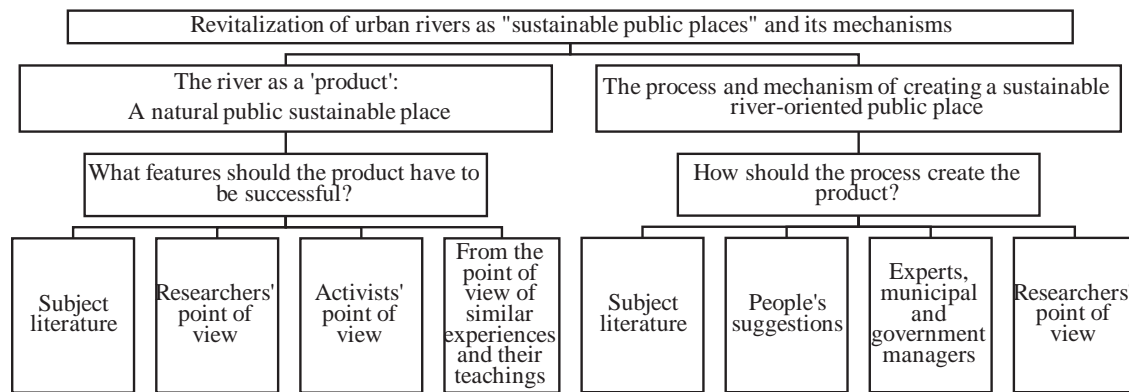 Revitalization of urban rivers as "sustainable public places" and its mechanisms
The river as a 'product':
A natural public sustainable place
The process and mechanism of creating a sustainable
river-oriented public place
What features should the product have to
be successful?
How should the process create the
product?
Subject
literature
Researchers'
point of
view
Activists'
point of
view
From the
point of
view of
similar
experiences
and their
teachings
Subject
literature
People's
suggestions
Experts,
municipal
and
government
managers
Researchers'
point of
view